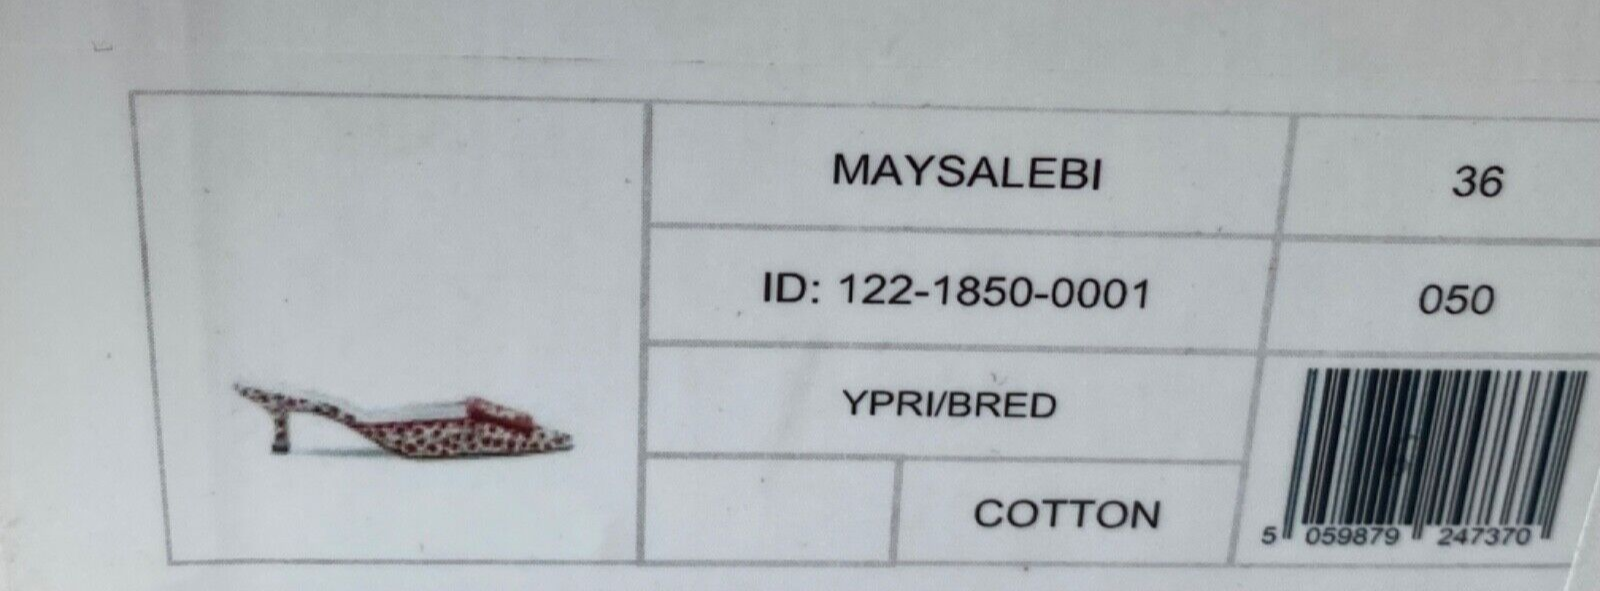 MAYSALEBI
36
ID: 122-1850-0001
050
YPRI/BRED
COTTON
5 059879 247370